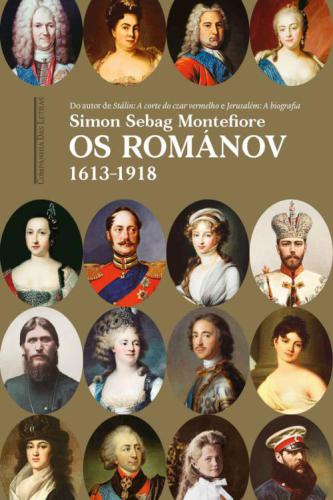 Do autor de Stálin: A corte do czar vermelho e Jerusalém: A biografia
Simon Sebag Montefiore
OS ROMÁNOV
1613-1918
COMPANHIA DAS LETRAS